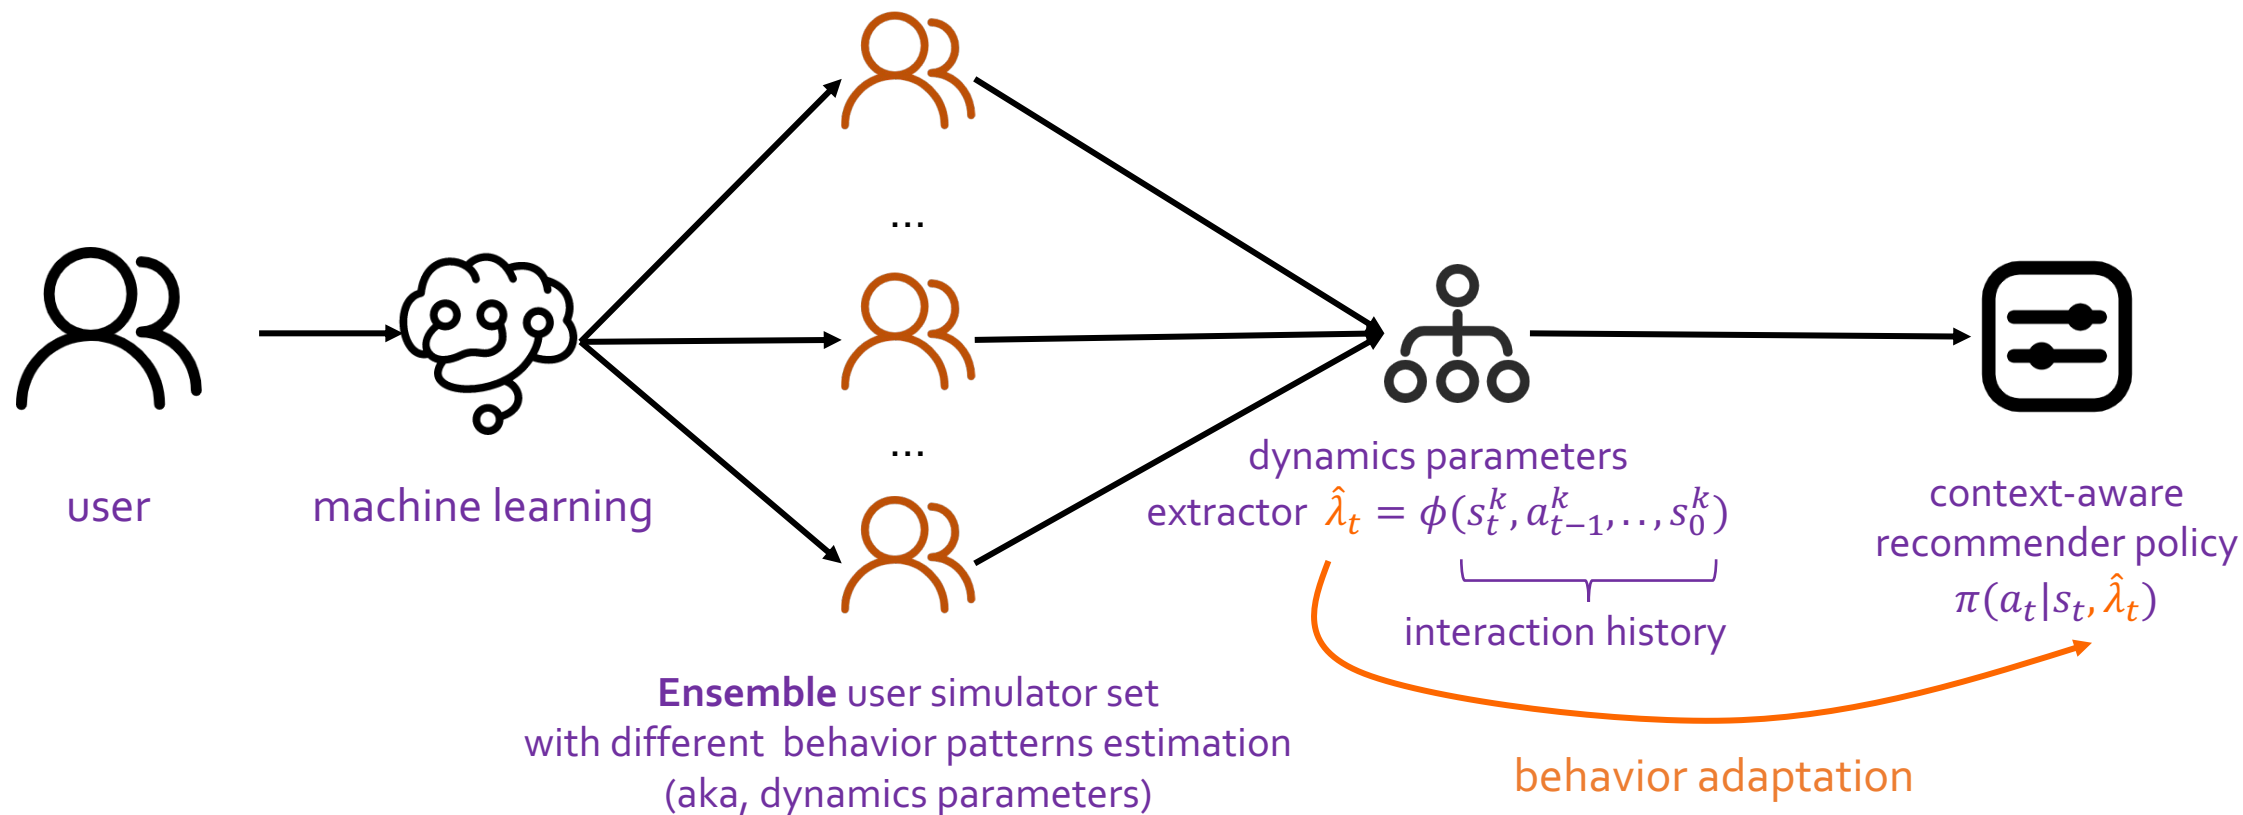 ...
...
user
machine learning
Ensemble user simulator set
with different behavior patterns estimation
(aka, dynamics parameters)
dynamics parameters
extractor λ̂_t = ϕ(s_t^k, a_{t−1}^k, . . , s_0^k)
interaction history
context-aware
recommender policy
π(a_t|s_t, λ̂_t)
behavior adaptation